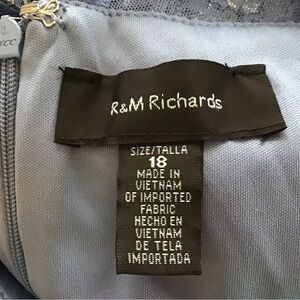 R&M Richards
SIZE/TALLA
18
MADE IN
VIETNAM
OF IMPORTED
FABRIC
HECHO EN
VIETNAM
DE TELA
IMPORTADA